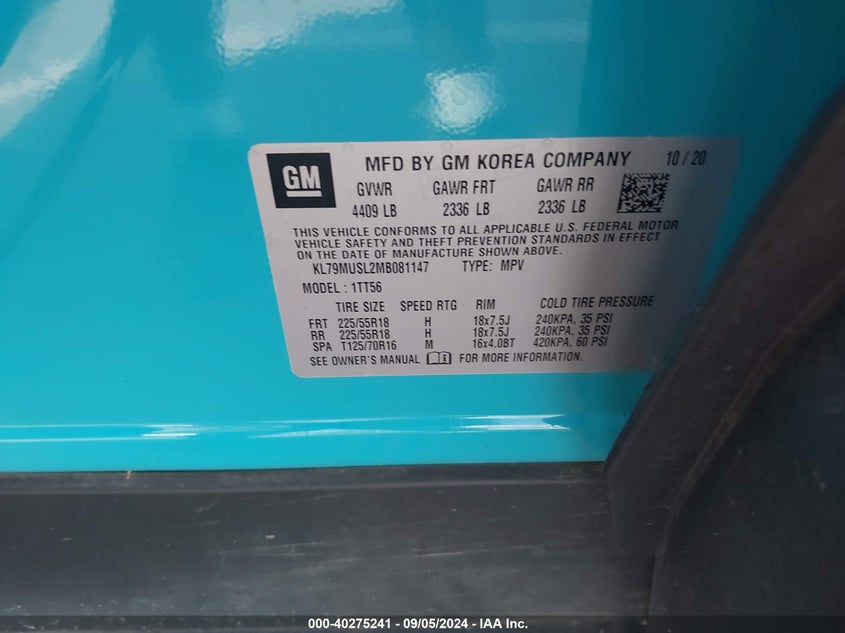 GM
MFD BY GM KOREA COMPANY 10 / 20
GVWR GAWR FRT GAWR RR
4409 LB 2336 LB 2336 LB
THIS VEHICLE CONFORMS TO ALL APPLICABLE U.S. FEDERAL MOTOR
VEHICLE SAFETY AND THEFT PREVENTION STANDARDS IN EFFECT
ON THE DATE OF MANUFACTURE SHOWN ABOVE.
KL79MUSL2MB081147 TYPE: MPV
MODEL : 1TT56
TIRE SIZE SPEED RTG RIM COLD TIRE PRESSURE
FRT 225/55R18 H 18x7.5J 240KPA, 35 PSI
RR 225/55R18 H 18x7.5J 240KPA, 35 PSI
SPA T125/70R16 M 16x4.0BT 420KPA, 60 PSI
SEE OWNER'S MANUAL FOR MORE INFORMATION.
000-40275241 - 09/05/2024 - IAA Inc.